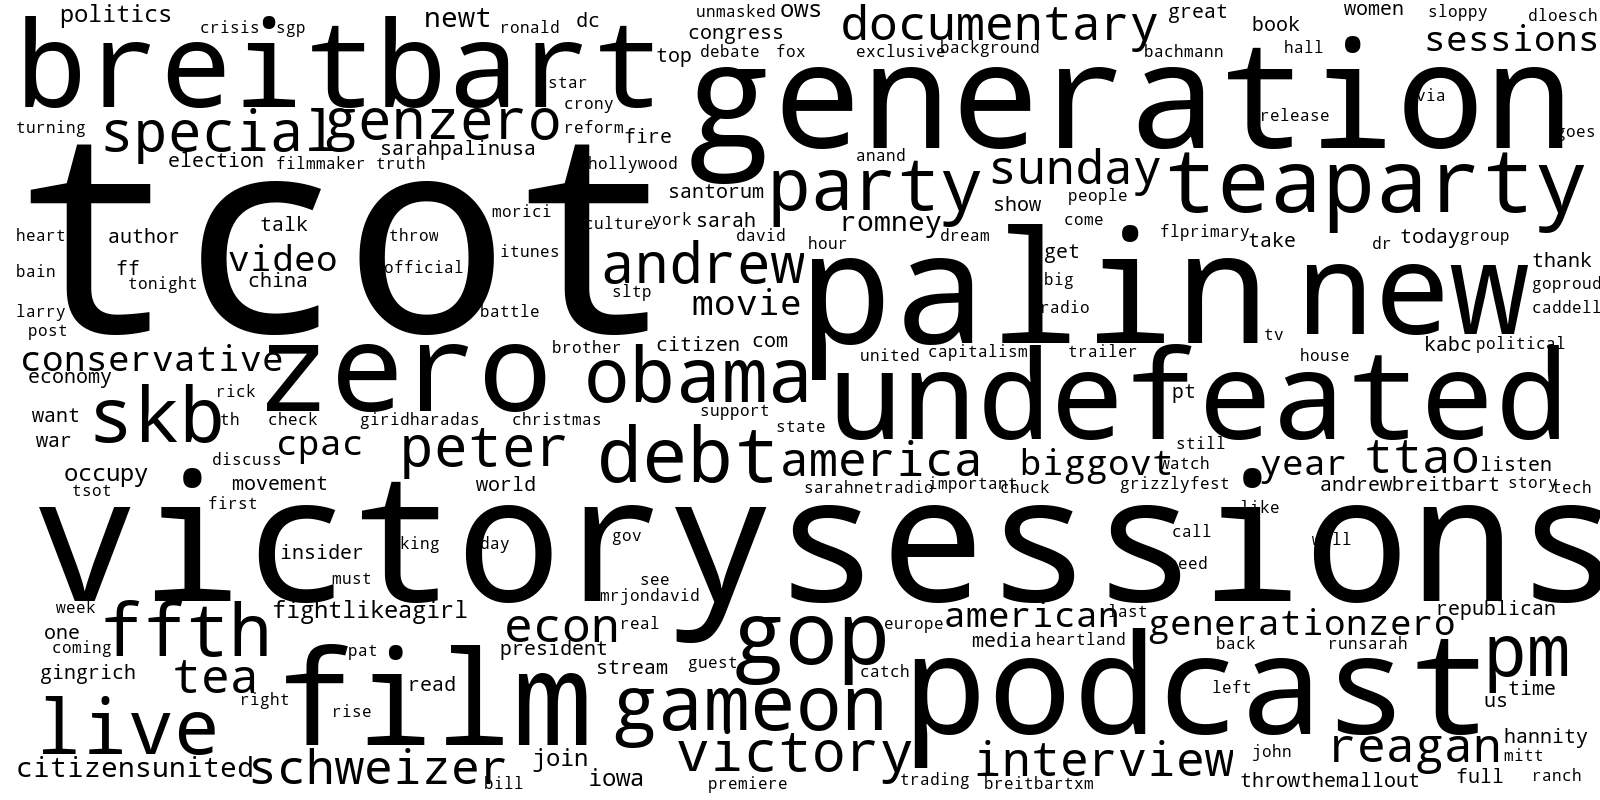 politics
crisis sgp
newt ronald dc
unmasked ows
congress
documentary
great
book
women
sloppy
dloesch
sessions
breitbart
top debate fox
exclusive background
bachmann
hall
generation
star
crony
turning
special
genzero
reform
fire
release
via
goes
election filmmaker truth
sarahpalinusa
hollywood
tcot
santorum
anand
party
sunday
teaparty
people
show
come
heart
author
talk
throw
morici
culture
york sarah
david
romney
dream
hour
flprimary
take
dr today group
bain
ff
tonight
video
china
official
itunes
andrew
sltp
movie
palin
get
big
radio
new
thank
goproud
caddell
larry
post
battle
tv
conservative
economy
zero
brother
citizen com
obama
united capitalism trailer
house
kabc political
want
war
skb
rick
th
check giridharadas christmas
support
state
undefeated
pt
occupy
tsot
discuss
cpac
movement
first
peter
world
debt
america
sarahnetradio important chuck
biggovt
still
watch
grizzlyfest
year
ttao
listen
andrewbreitbart story tech
victorysessions
insider
king
day
must
gov
see
mrjondavid
like
call
well
eed
week
one
coming
ffth
fightlikeagirl
econ
real
president
gop
europe
american
last
media heartland
generationzero
back
runsarah
republican
gingrich
tea
right
film
pat
read
rise
stream guest
catch
gameon
podcast
left
pm
time
us
live
citizensunited
schweizer
bill
join
iowa
victory
premiere
trading
interview
breitbartxm
john
throwthemallout
reagan
hannity
mitt
full
ranch